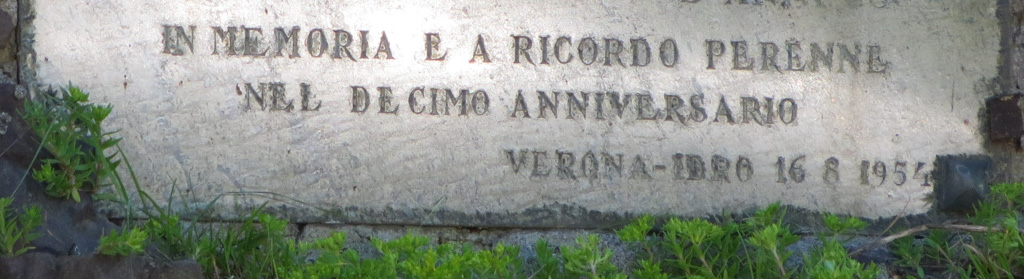 IN MEMORIA E A RICORDO PERENNE
NEL DECIMO ANNIVERSARIO
VERONA-IDRO 16 8 1954